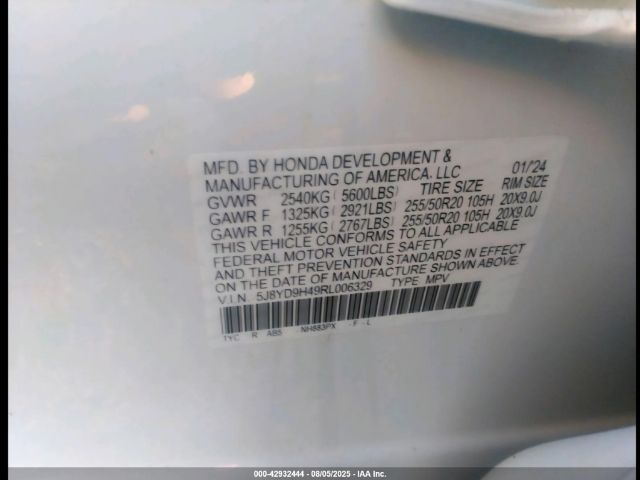 MFD. BY HONDA DEVELOPMENT & 01/24
MANUFACTURING OF AMERICA, LLC
GVWR 2540KG ( 5600LBS) TIRE SIZE RIM SIZE
GAWR F 1325KG ( 2921LBS) 255/50R20 105H 20X9.0J
GAWR R 1255KG ( 2767LBS) 255/50R20 105H 20X9.0J
THIS VEHICLE CONFORMS TO ALL APPLICABLE
FEDERAL MOTOR VEHICLE SAFETY
AND THEFT PREVENTION STANDARDS IN EFFECT
ON THE DATE OF MANUFACTURE SHOWN ABOVE.
V.I.N. 5J8YD9H49RL006329 TYPE MPV
TYC R AB5 NH883PX -F-L
000-42932444 - 08/05/2025 - IAA Inc.